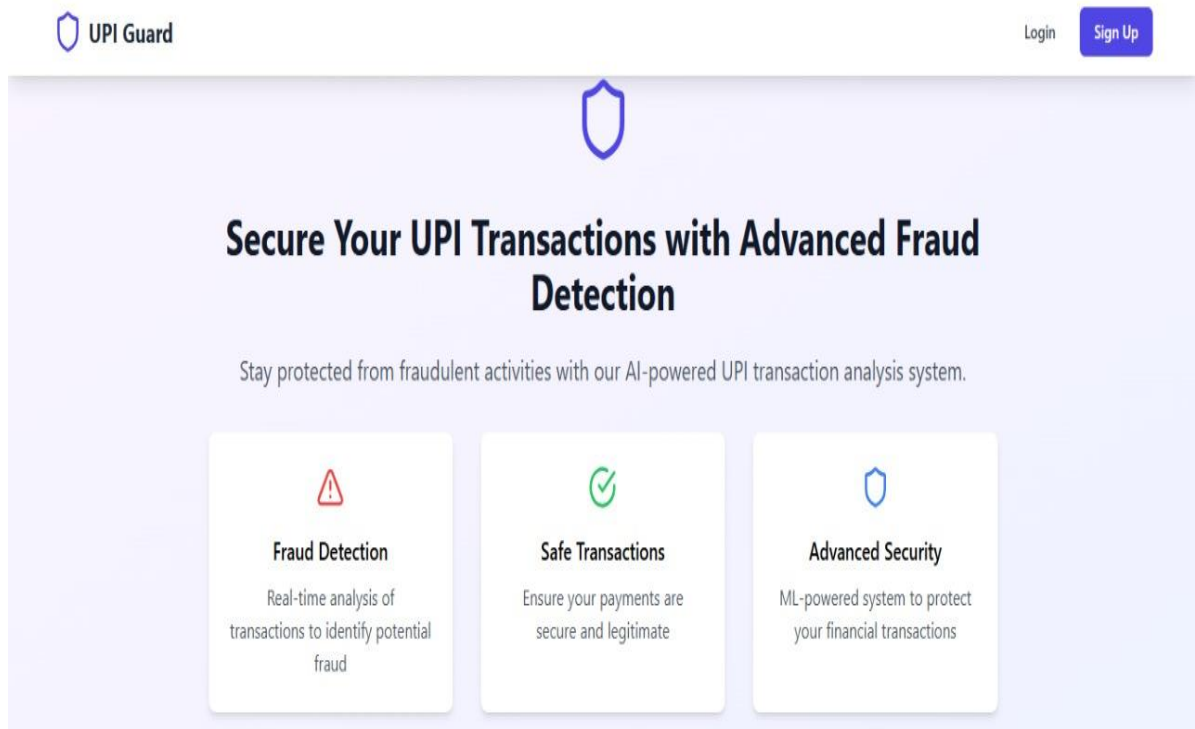 UPI Guard
Login
Sign Up
Secure Your UPI Transactions with Advanced Fraud
Detection
Stay protected from fraudulent activities with our AI-powered UPI transaction analysis system.
Fraud Detection
Real-time analysis of
transactions to identify potential
fraud
Safe Transactions
Ensure your payments are
secure and legitimate
Advanced Security
ML-powered system to protect
your financial transactions